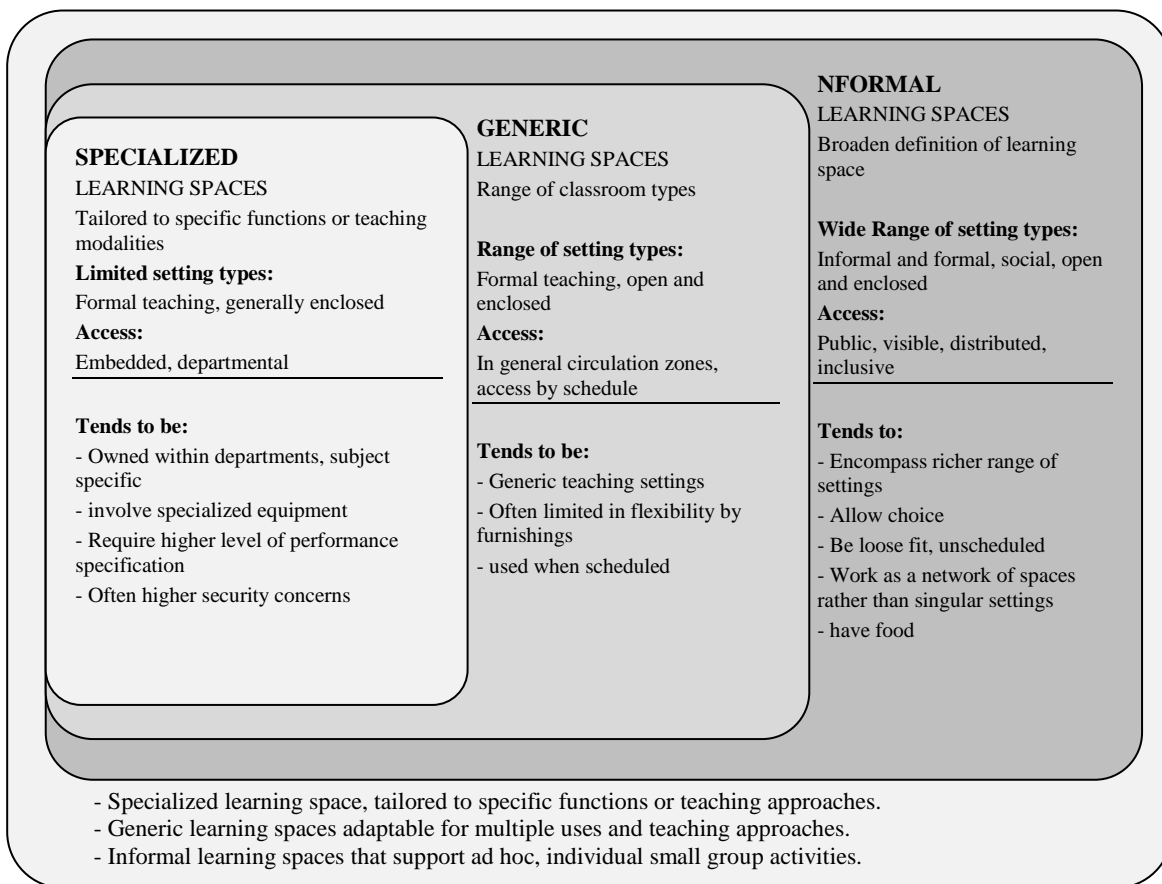 SPECIALIZED
LEARNING SPACES
Tailored to specific functions or teaching
modalities
Limited setting types:
Formal teaching, generally enclosed
Access:
Embedded, departmental
Tends to be:
- Owned within departments, subject
specific
- involve specialized equipment
- Require higher level of performance
specification
- Often higher security concerns
GENERIC
LEARNING SPACES
Range of classroom types
Range of setting types:
Formal teaching, open and
enclosed
Access:
In general circulation zones,
access by schedule
Tends to be:
- Generic teaching settings
- Often limited in flexibility by
furnishings
- used when scheduled
NFORMAL
LEARNING SPACES
Broaden definition of learning
space
Wide Range of setting types:
Informal and formal, social, open
and enclosed
Access:
Public, visible, distributed,
inclusive
Tends to:
- Encompass richer range of
settings
- Allow choice
- Be loose fit, unscheduled
- Work as a network of spaces
rather than singular settings
- have food
- Specialized learning space, tailored to specific functions or teaching approaches.
- Generic learning spaces adaptable for multiple uses and teaching approaches.
- Informal learning spaces that support ad hoc, individual small group activities.